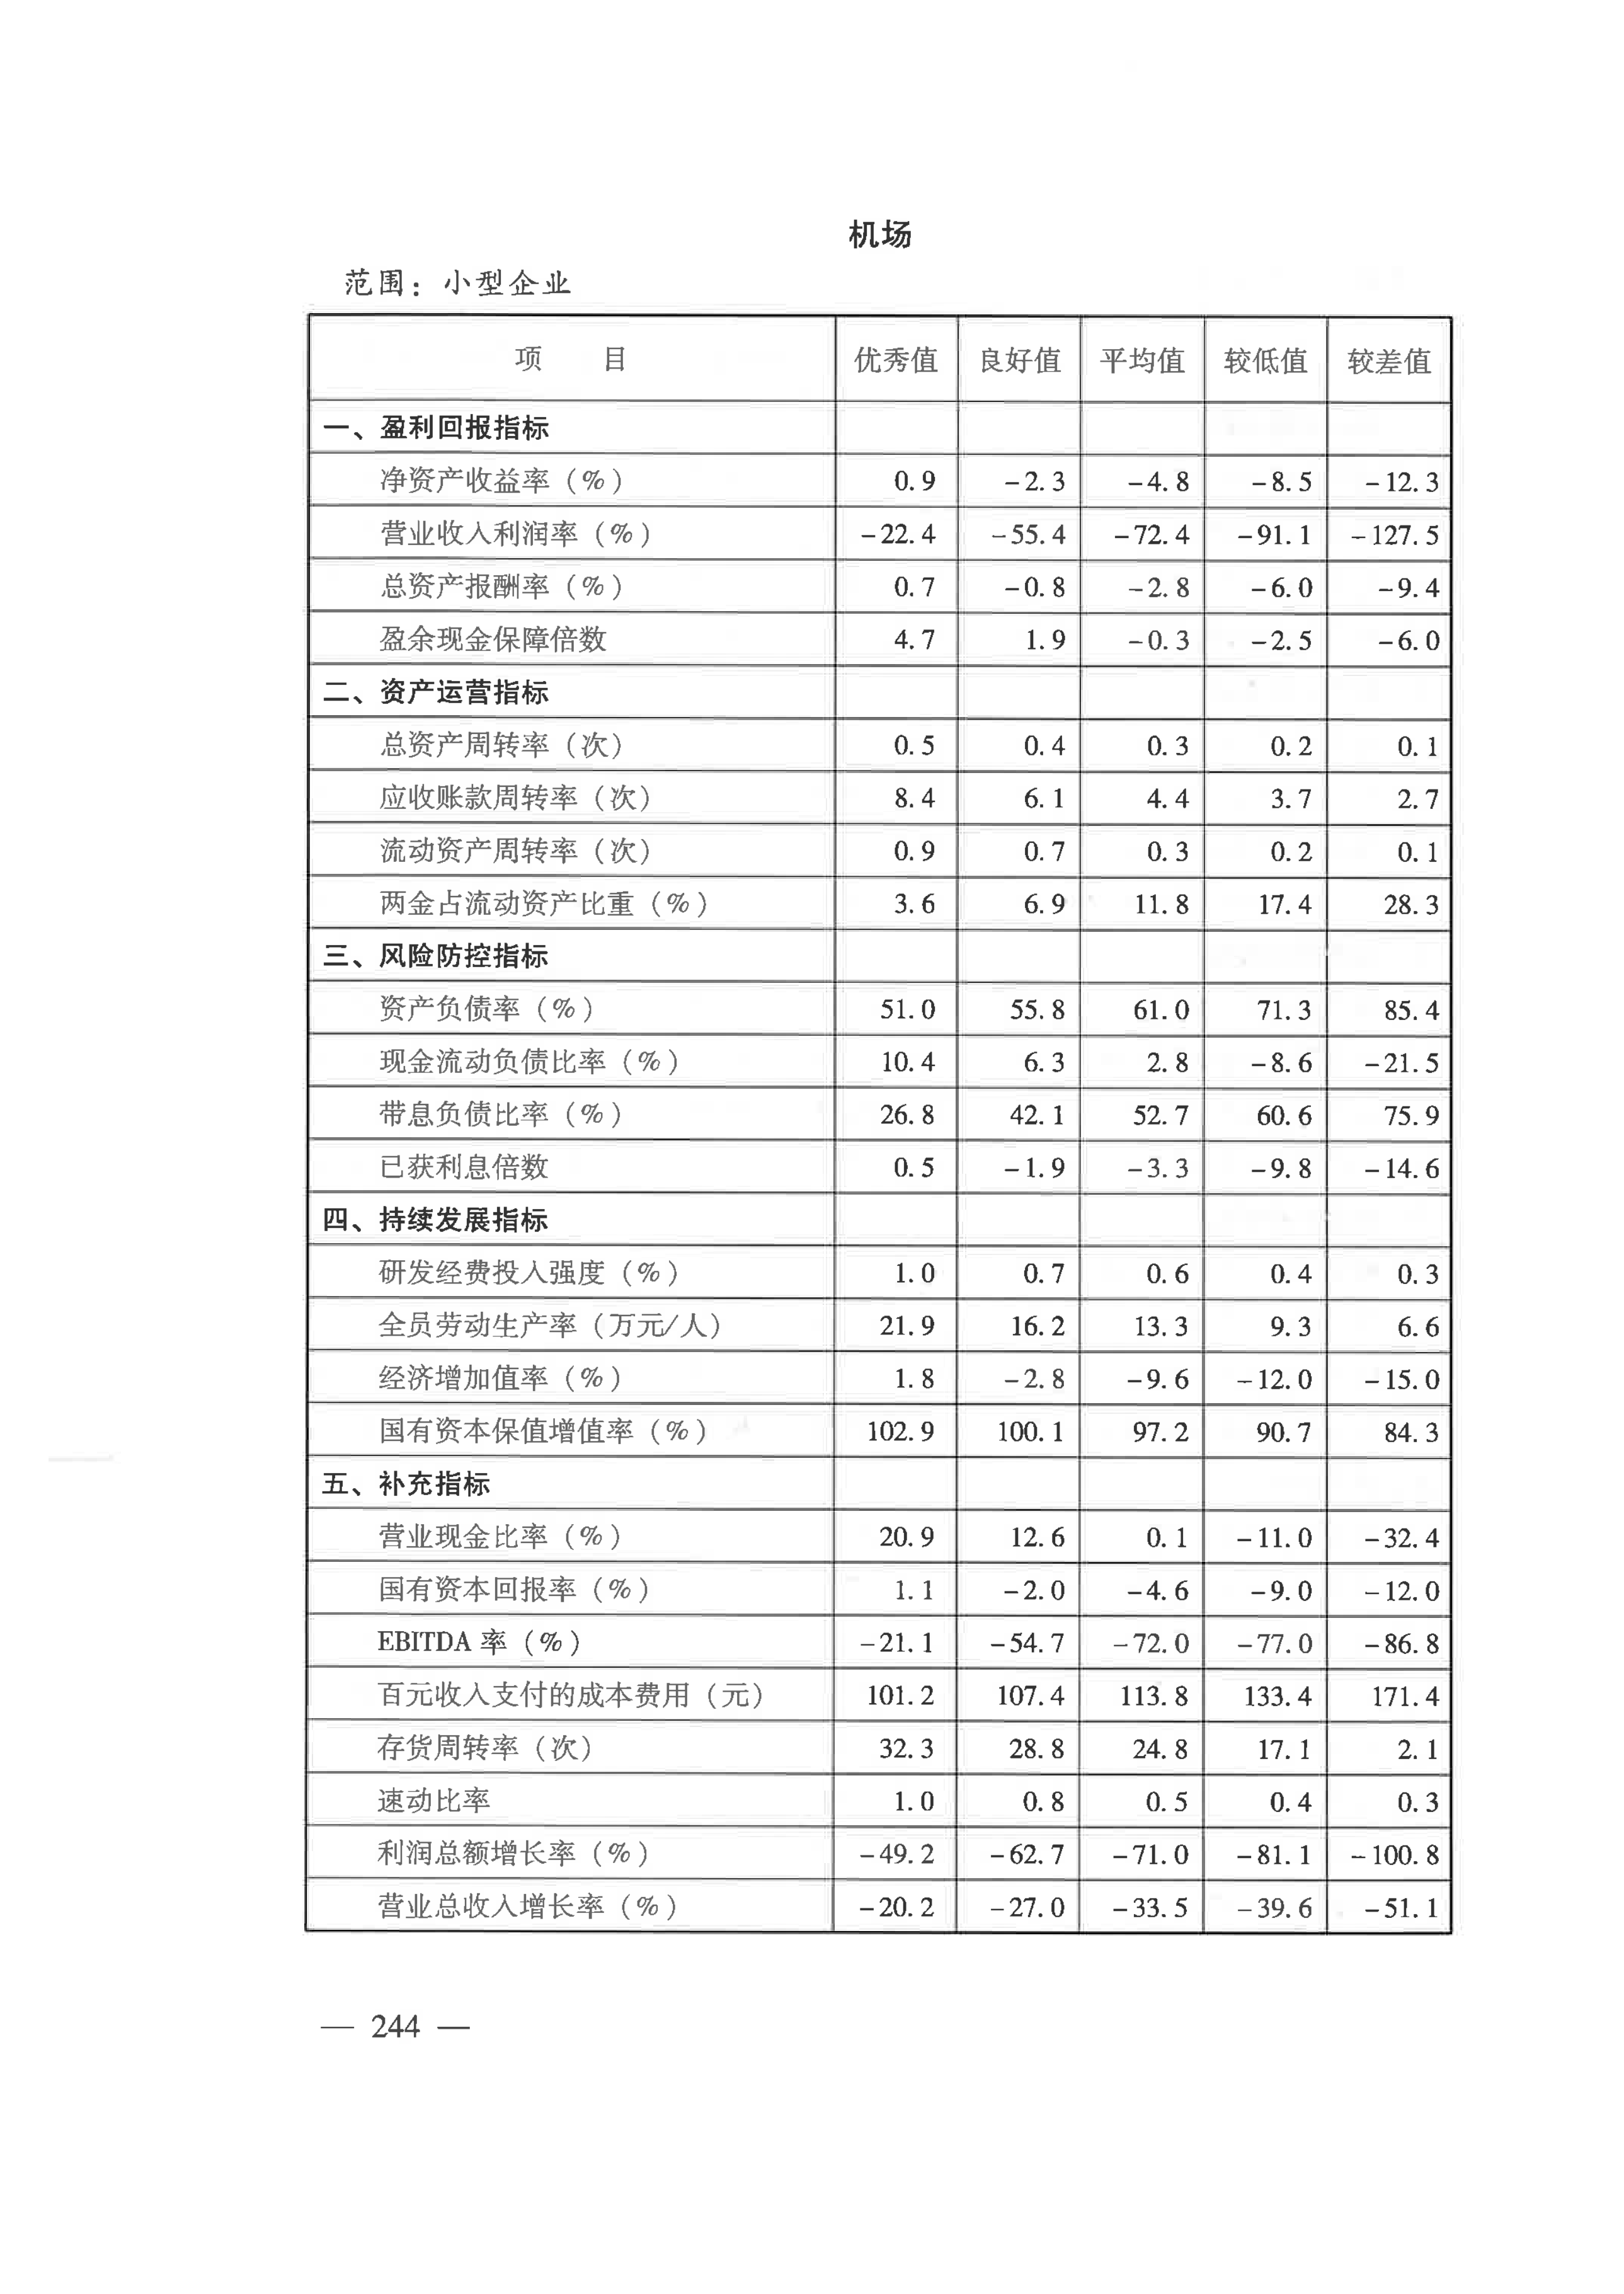 机场
范围：小型企业
项 目 优秀值 良好值 平均值 较低值 较差值
一、盈利回报指标
净资产收益率（%） 0.9 -2.3 -4.8 -8.5 -12.3
营业收入利润率（%） -22.4 -55.4 -72.4 -91.1 -127.5
总资产报酬率（%） 0.7 -0.8 -2.8 -6.0 -9.4
盈余现金保障倍数 4.7 1.9 -0.3 -2.5 -6.0
二、资产运营指标
总资产周转率（次） 0.5 0.4 0.3 0.2 0.1
应收账款周转率（次） 8.4 6.1 4.4 3.7 2.7
流动资产周转率（次） 0.9 0.7 0.3 0.2 0.1
两金占流动资产比重（%） 3.6 6.9 11.8 17.4 28.3
三、风险防控指标
资产负债率（%） 51.0 55.8 61.0 71.3 85.4
现金流动负债比率（%） 10.4 6.3 2.8 -8.6 -21.5
带息负债比率（%） 26.8 42.1 52.7 60.6 75.9
已获利息倍数 0.5 -1.9 -3.3 -9.8 -14.6
四、持续发展指标
研发经费投入强度（%） 1.0 0.7 0.6 0.4 0.3
全员劳动生产率（万元/人） 21.9 16.2 13.3 9.3 6.6
经济增加值率（%） 1.8 -2.8 -9.6 -12.0 -15.0
国有资本保值增值率（%） 102.9 100.1 97.2 90.7 84.3
五、补充指标
营业现金比率（%） 20.9 12.6 0.1 -11.0 -32.4
国有资本回报率（%） 1.1 -2.0 -4.6 -9.0 -12.0
EBITDA 率（%） -21.1 -54.7 -72.0 -77.0 -86.8
百元收入支付的成本费用（元） 101.2 107.4 113.8 133.4 171.4
存货周转率（次） 32.3 28.8 24.8 17.1 2.1
速动比率 1.0 0.8 0.5 0.4 0.3
利润总额增长率（%） -49.2 -62.7 -71.0 -81.1 -100.8
营业总收入增长率（%） -20.2 -27.0 -33.5 -39.6 -51.1
— 244 —